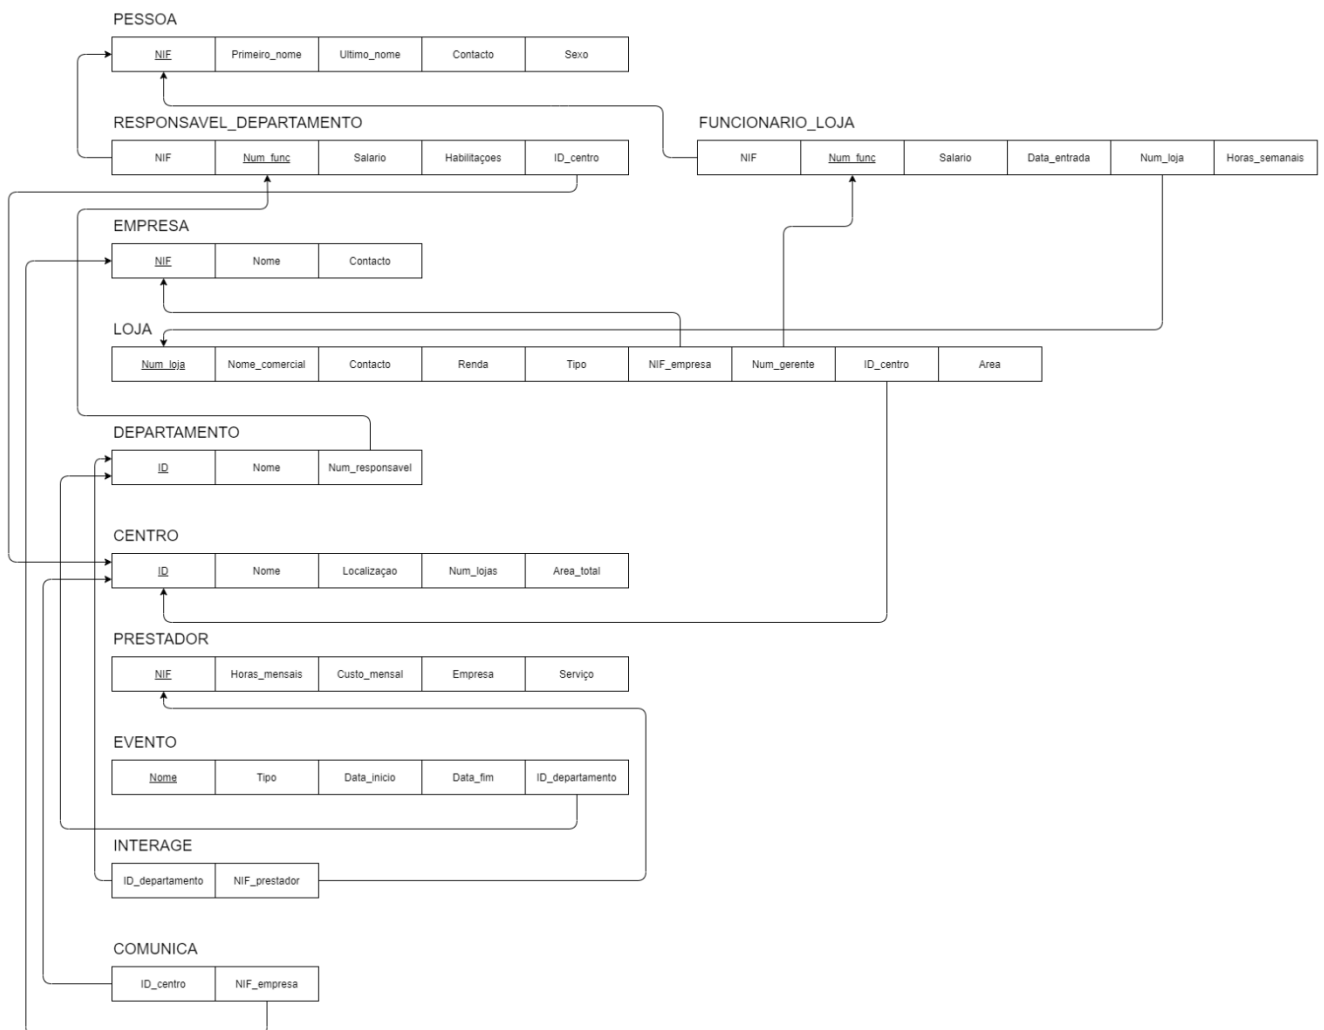 PESSOA
NIF Primeiro_nome Ultimo_nome Contacto Sexo
RESPONSAVEL_DEPARTAMENTO FUNCIONARIO_LOJA
NIF Num_func Salario Habilitaçoes ID_centro NIF Num_func Salario Data_entrada Num_loja Horas_semanais
EMPRESA
NIF Nome Contacto
LOJA
Num_loja Nome_comercial Contacto Renda Tipo NIF_empresa Num_gerente ID_centro Area
DEPARTAMENTO
ID Nome Num_responsavel
CENTRO
ID Nome Localizaçao Num_lojas Area_total
PRESTADOR
NIF Horas_mensais Custo_mensal Empresa Serviço
EVENTO
Nome Tipo Data_inicio Data_fim ID_departamento
INTERAGE
ID_departamento NIF_prestador
COMUNICA
ID_centro NIF_empresa